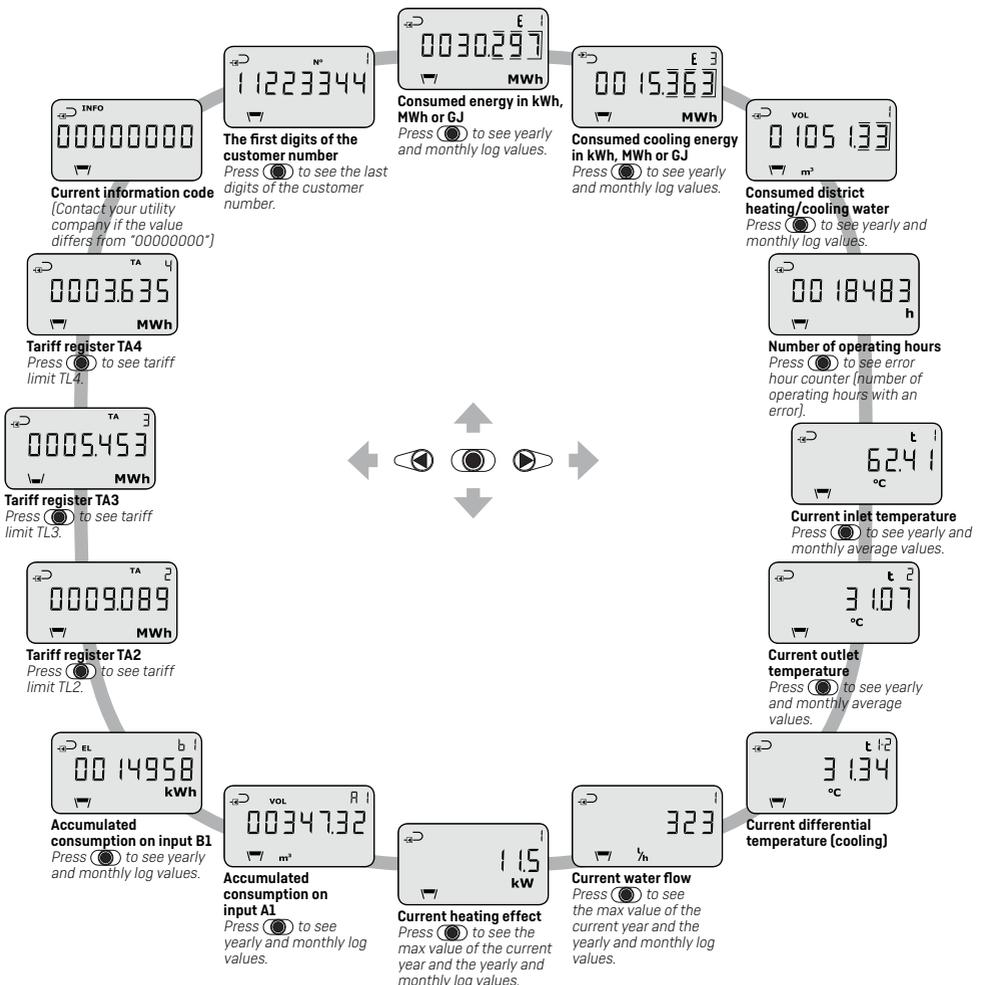 E 1
0030.297
MWh
Consumed energy in kWh,
MWh or GJ
Press to see yearly
and monthly log values.
E 3
0015.363
MWh
Consumed cooling energy
in kWh, MWh or GJ
Press to see yearly
and monthly log values.
VOL 1
01051.33
m³
Consumed district
heating/cooling water
Press to see yearly and
monthly log values.
0018483
h
Number of operating hours
Press to see error
hour counter (number of
operating hours with an
error).
t 1
62.41
°C
Current inlet temperature
Press to see yearly and
monthly average values.
t 2
31.07
°C
Current outlet
temperature
Press to see yearly
and monthly average
values.
t 1-2
31.34
°C
Current differential
temperature (cooling)
1
323
l/h
Current water flow
Press to see
the max value of the
current year and the
yearly and monthly log
values.
1
11.5
kW
Current heating effect
Press to see the
max value of the current
year and the yearly and
monthly log values.
VOL A1
00347.32
m³
Accumulated
consumption on
input A1
Press to see
yearly and monthly log
values.
EL b1
0014958
kWh
Accumulated
consumption on input B1
Press to see yearly
and monthly log values.
TA 2
0009.089
MWh
Tariff register TA2
Press to see tariff
limit TL2.
TA 3
0005.453
MWh
Tariff register TA3
Press to see tariff
limit TL3.
TA 4
0003.635
MWh
Tariff register TA4
Press to see tariff
limit TL4.
INFO
00000000
Current information code
(Contact your utility
company if the value
differs from "00000000")
N° 1
11223344
The first digits of the
customer number
Press to see the last
digits of the customer
number.